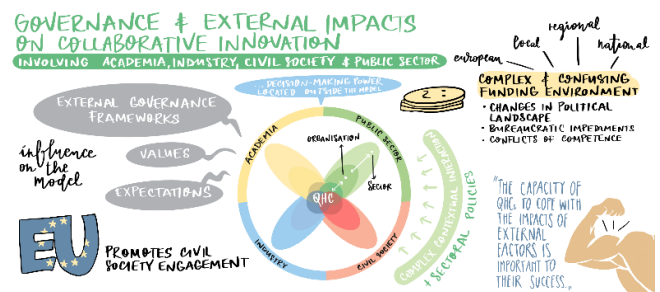 GOVERNANCE & EXTERNAL IMPACTS
ON COLLABORATIVE INNOVATION
INVOLVING ACADEMIA, INDUSTRY, CIVIL SOCIETY & PUBLIC SECTOR
european
local
regional
national
COMPLEX & CONFUSING
FUNDING ENVIRONMENT
• CHANGES IN POLITICAL
LANDSCAPE
• BUREAUCRATIC IMPEDIMENTS
• CONFLICTS OF COMPETENCE
... DECISION-MAKING POWER
LOCATED OUTSIDE THE MODEL
EXTERNAL GOVERNANCE
FRAMEWORKS
VALUES
EXPECTATIONS
influence
on the
model
ACADEMIA
PUBLIC SECTOR
INDUSTRY
CIVIL SOCIETY
ORGANISATION
SECTOR
QHC
COMPLEX CONTEXTUAL INTERACTION
+ SECTORAL POLICIES
EU
PROMOTES CIVIL
SOCIETY ENGAGEMENT
"THE CAPACITY OF
QHC TO COPE WITH
THE IMPACTS OF
EXTERNAL
FACTORS IS
IMPORTANT TO
THEIR SUCCESS."